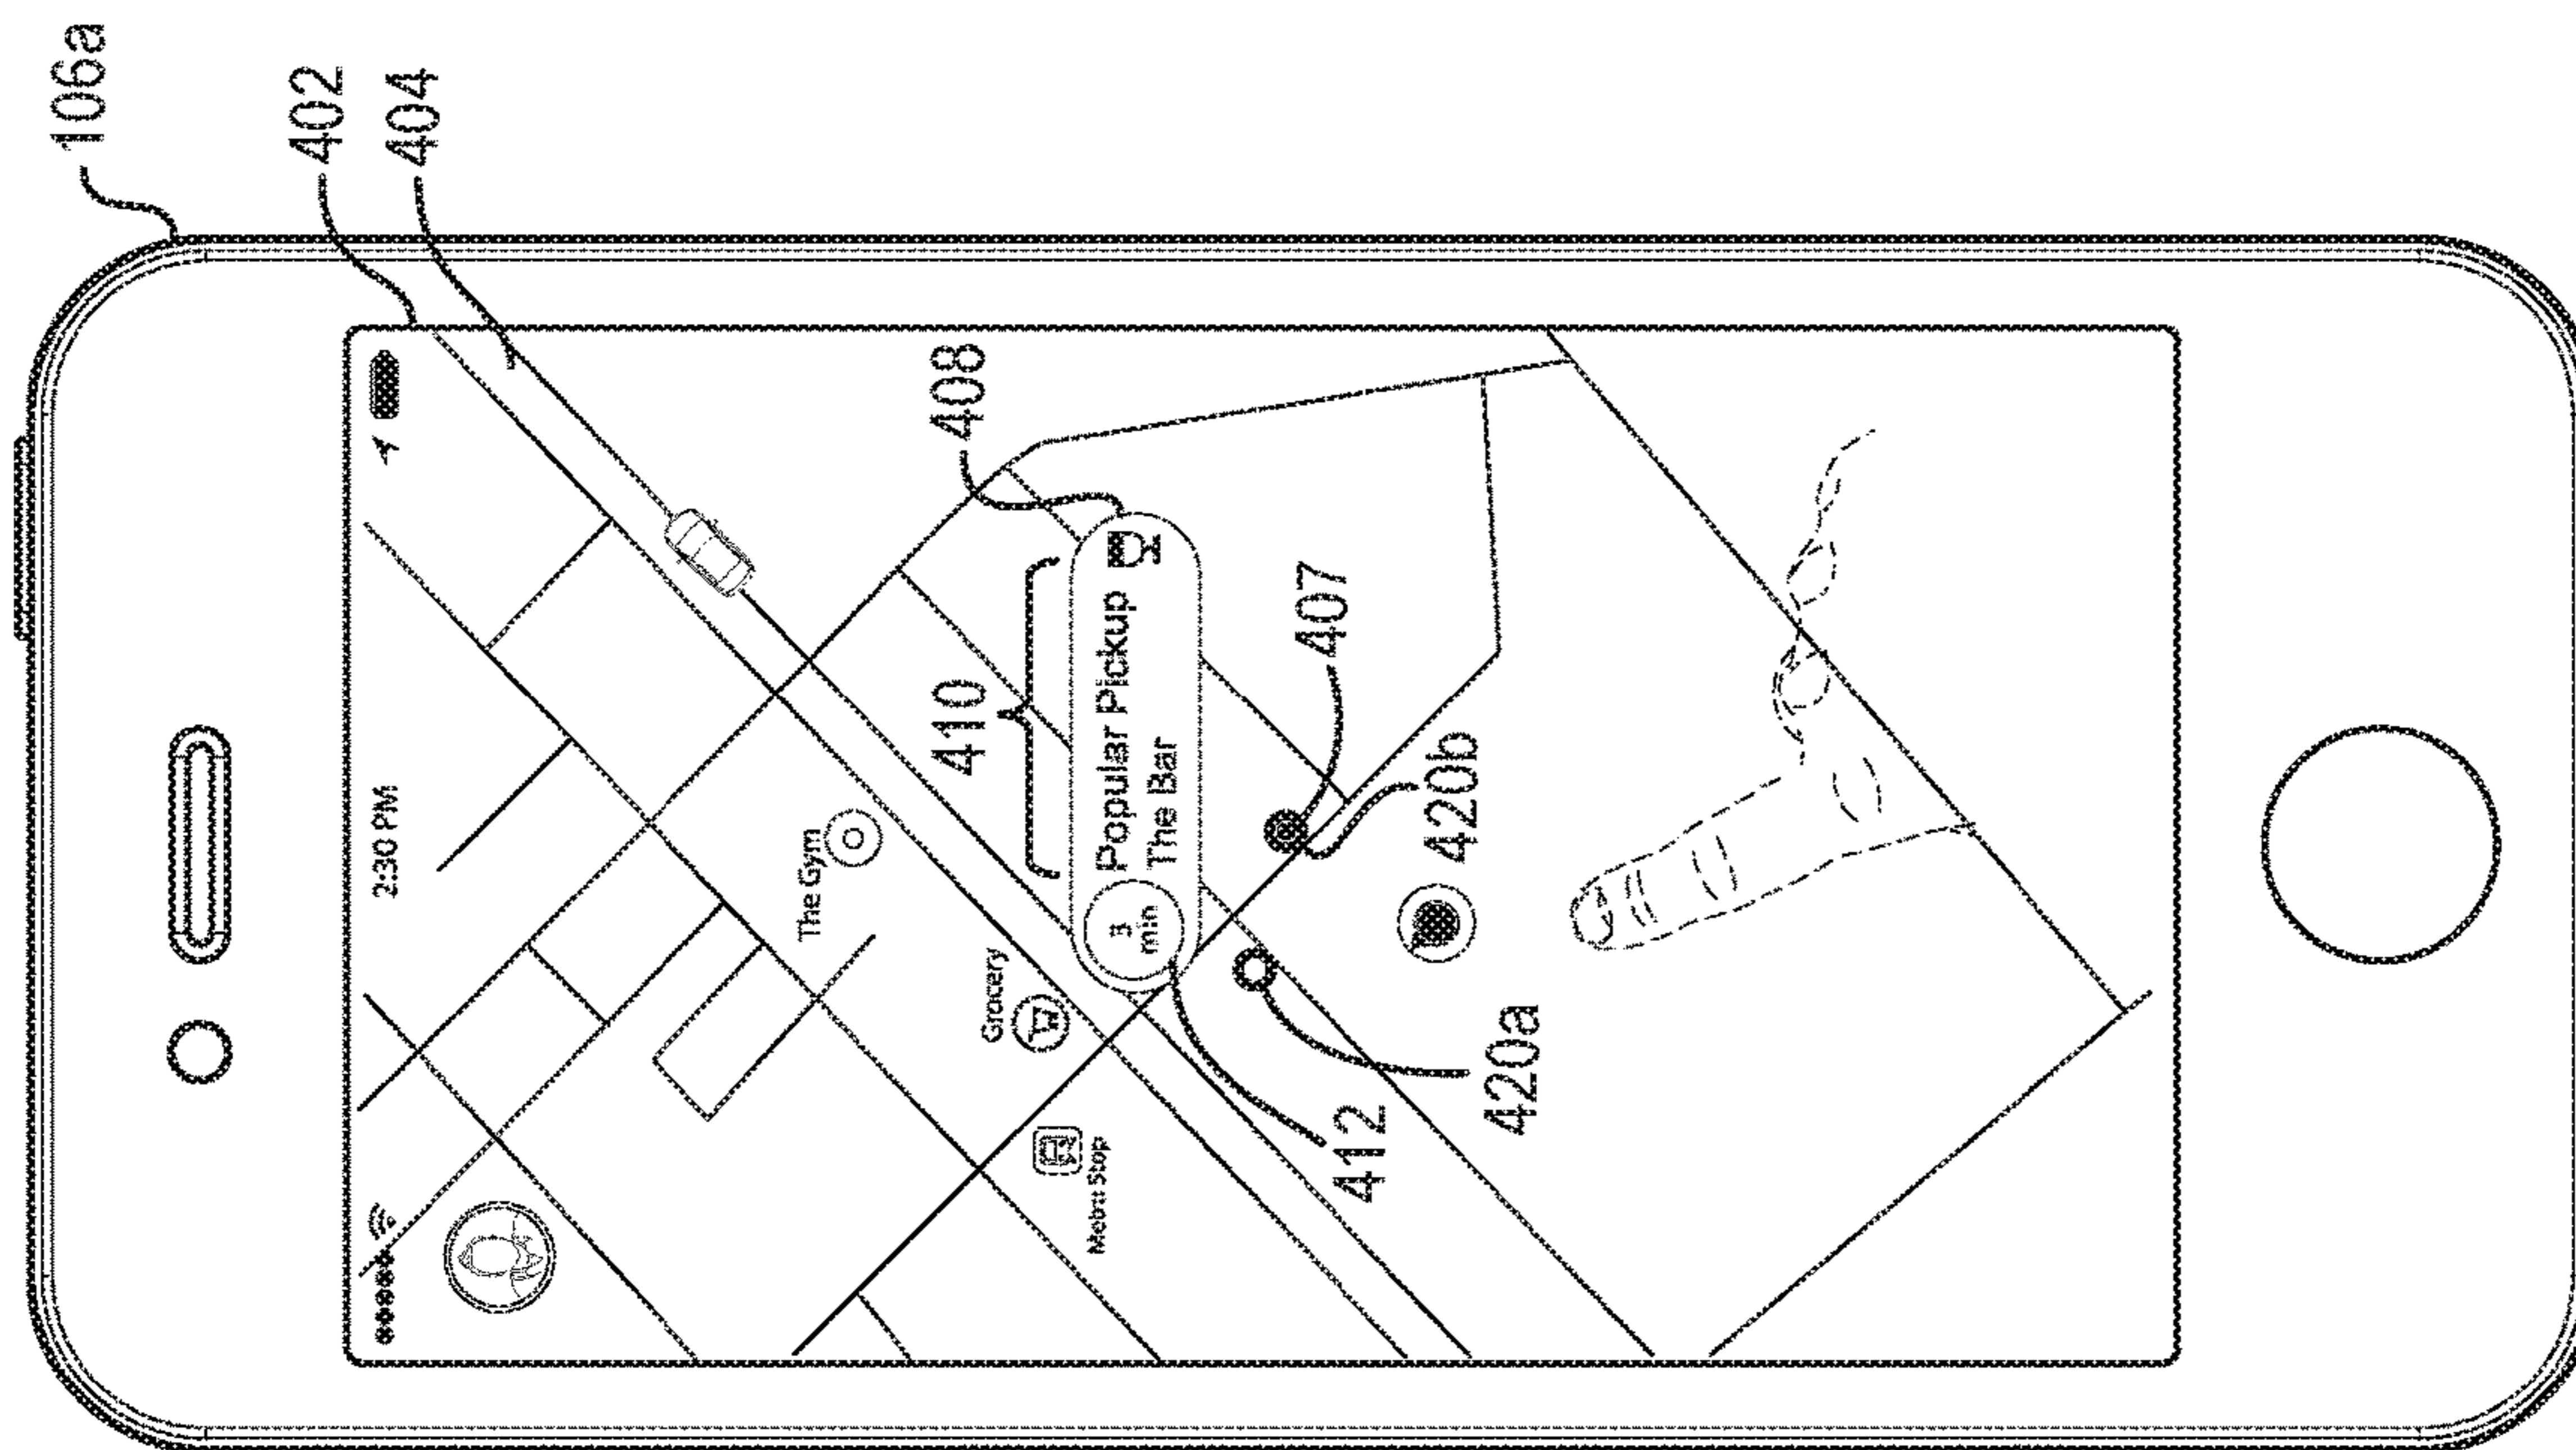 106a
402
404
2:30 PM
The Gym
408
410
Grocery
Metro Stop
3
min
Popular Pickup
The Bar
407
412
420b
420a